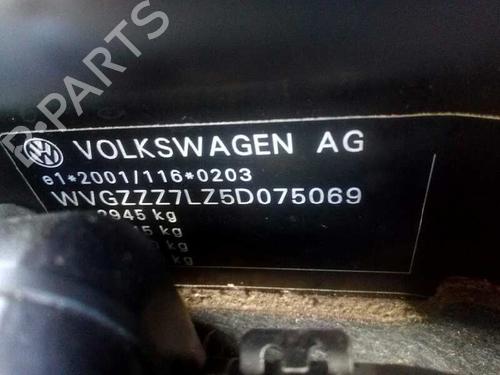 B-PARTS
VOLKSWAGEN AG
e1*2001/116*0203
WVGZZZ7LZ5D075069
2945 kg
kg
kg
kg